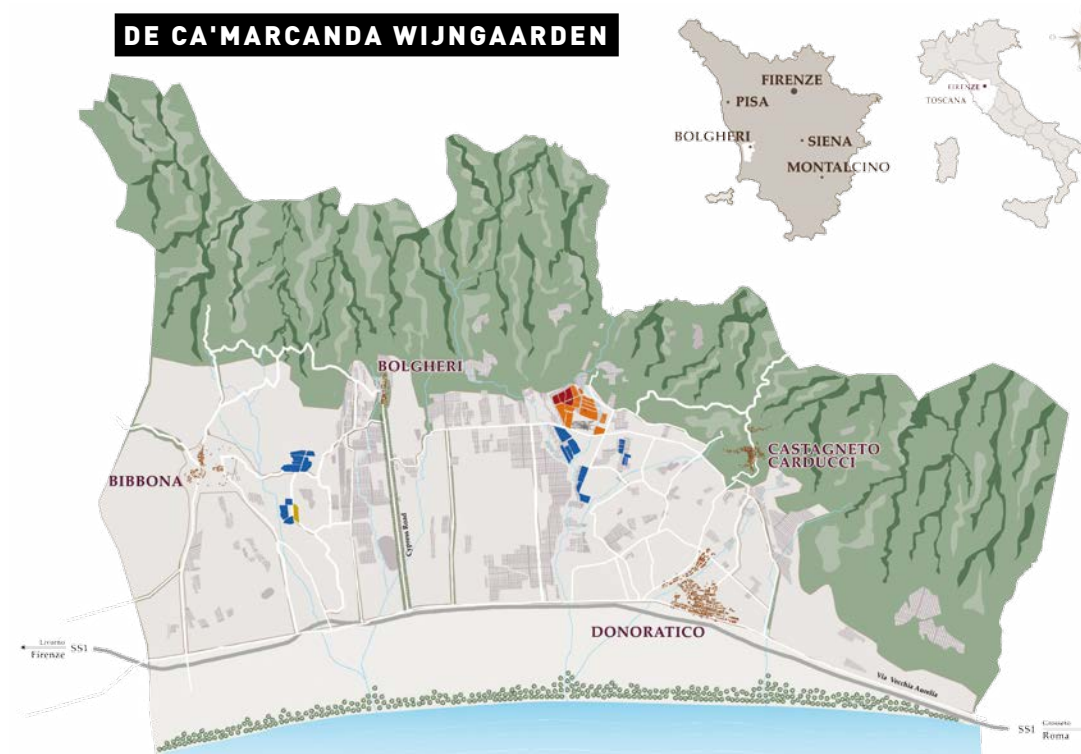 DE CA'MARCANDA WIJNGAARDEN
FIRENZE
PISA
BOLGHERI
SIENA
MONTALCINO
FIRENZE
TOSCANA
O
BOLGHERI
BIBBONA
CASTAGNETO
CARDUCCI
Cypress Road
DONORATICO
Livorno
Firenze
SS1
Via Vecchia Aurelia
SS1
Grosseto
Roma